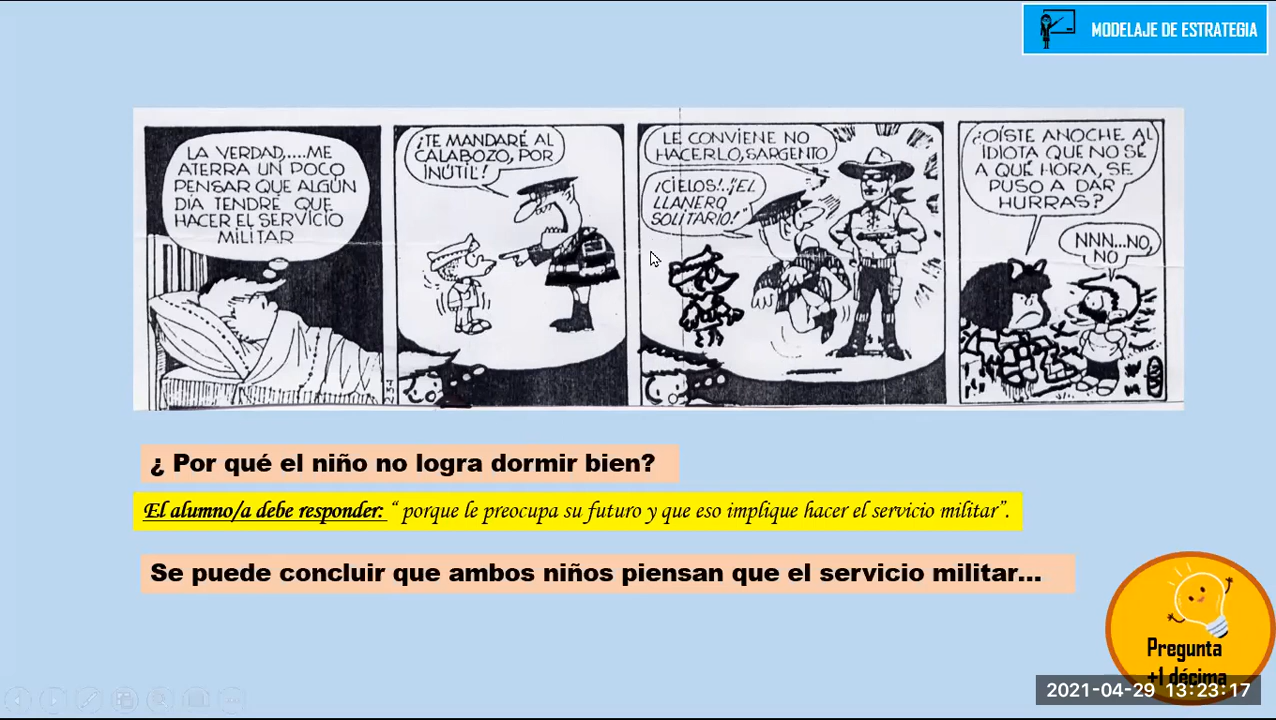 MODELAJE DE ESTRATEGIA
LA VERDAD,....ME
ATERRA UN POCO
PENSAR QUE ALGÚN
DÍA TENDRÉ QUE
HACER EL SERVICIO
MILITAR
¡TE MANDARÉ AL
CALABOZO, POR
INÚTIL!
LE CONVIENE NO
HACERLO, SARGENTO
¡CIELOS!..¡"EL
LLANERO
SOLITARIO!"
¿OÍSTE ANOCHE AL
IDIOTA QUE NO SÉ
A QUÉ HORA, SE
PUSO A DAR
HURRAS?
NNN...NO,
NO
¿ Por qué el niño no logra dormir bien?
El alumno/a debe responder: “ porque le preocupa su futuro y que eso implique hacer el servicio militar”.
Se puede concluir que ambos niños piensan que el servicio militar...
Pregunta
+1 décima
2021-04-29 13:23:17